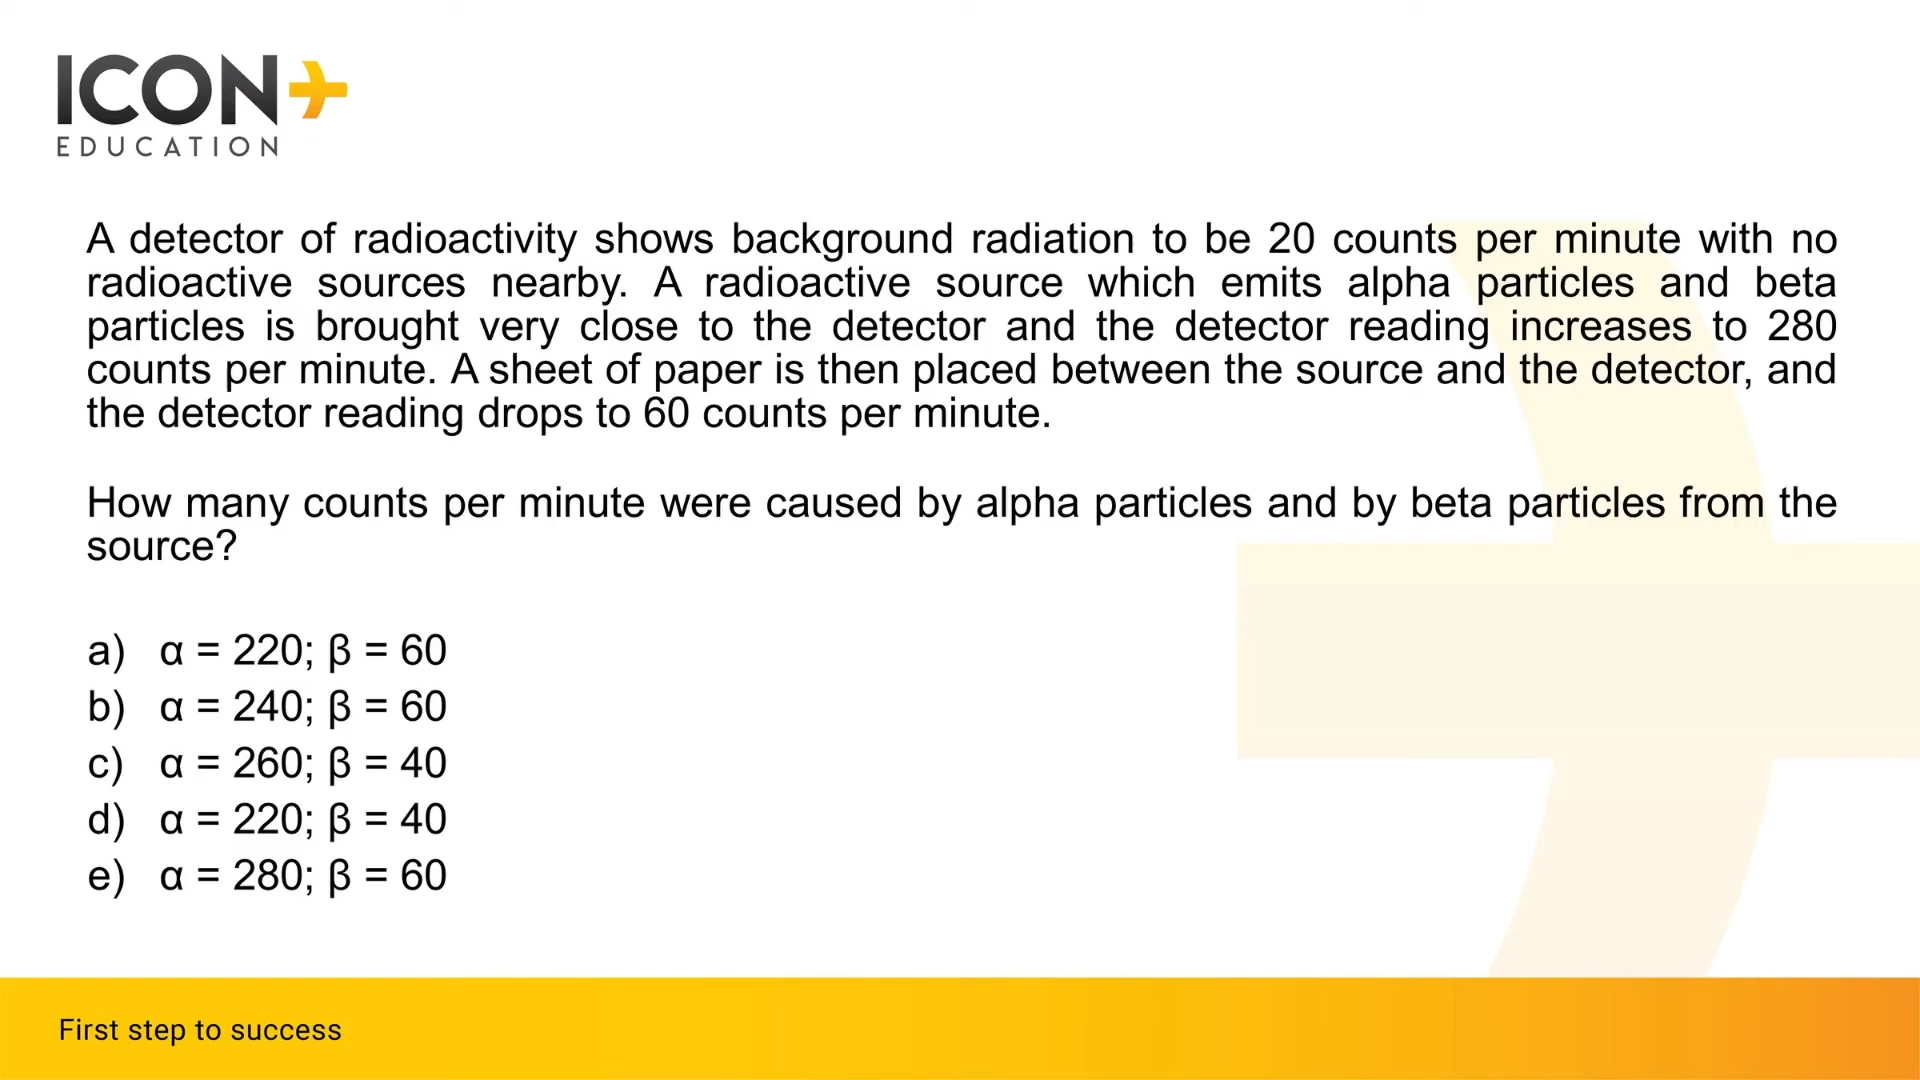 ICON
EDUCATION
A detector of radioactivity shows background radiation to be 20 counts per minute with no
radioactive sources nearby. A radioactive source which emits alpha particles and beta
particles is brought very close to the detector and the detector reading increases to 280
counts per minute. A sheet of paper is then placed between the source and the detector, and
the detector reading drops to 60 counts per minute.
How many counts per minute were caused by alpha particles and by beta particles from the
source?
a) α = 220; β = 60
b) α = 240; β = 60
c) α = 260; β = 40
d) α = 220; β = 40
e) α = 280; β = 60
First step to success